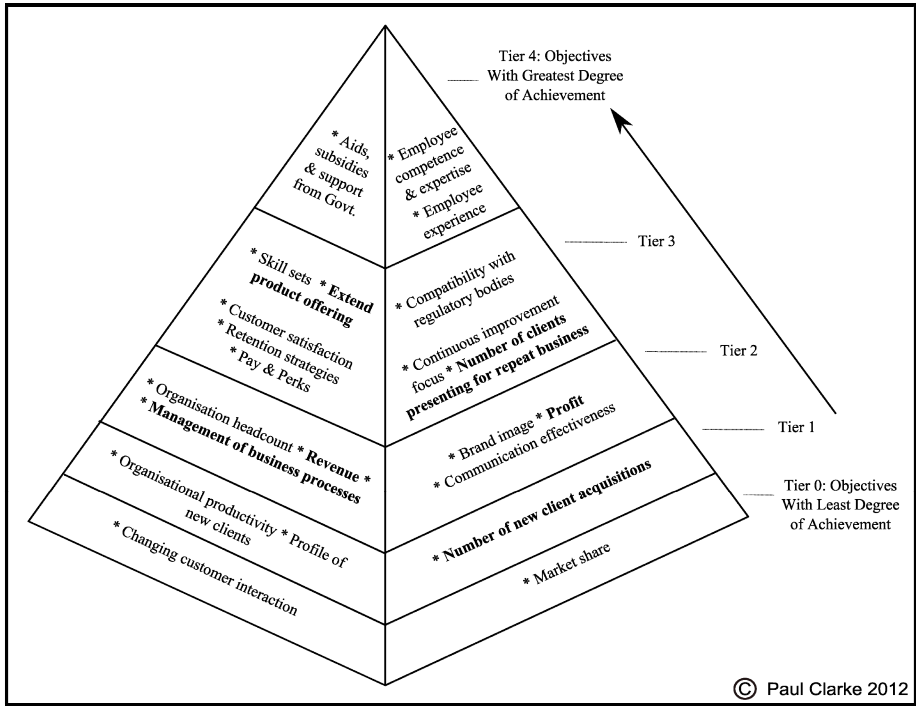 Tier 4: Objectives
With Greatest Degree
of Achievement
* Aids,
subsidies
& support
from Govt.
* Employee
competence
& expertise
* Employee
experience
Tier 3
* Skill sets * Extend
product offering
* Customer satisfaction
* Retention strategies
* Pay & Perks
* Compatibility with
regulatory bodies
* Continuous improvement
focus * Number of clients
presenting for repeat business
Tier 2
* Organisation headcount * Revenue *
* Management of business processes
* Brand image * Profit
* Communication effectiveness
Tier 1
* Organisational productivity * Profile of
new clients
* Number of new client acquisitions
Tier 0: Objectives
With Least Degree
of Achievement
* Changing customer interaction
* Market share
© Paul Clarke 2012